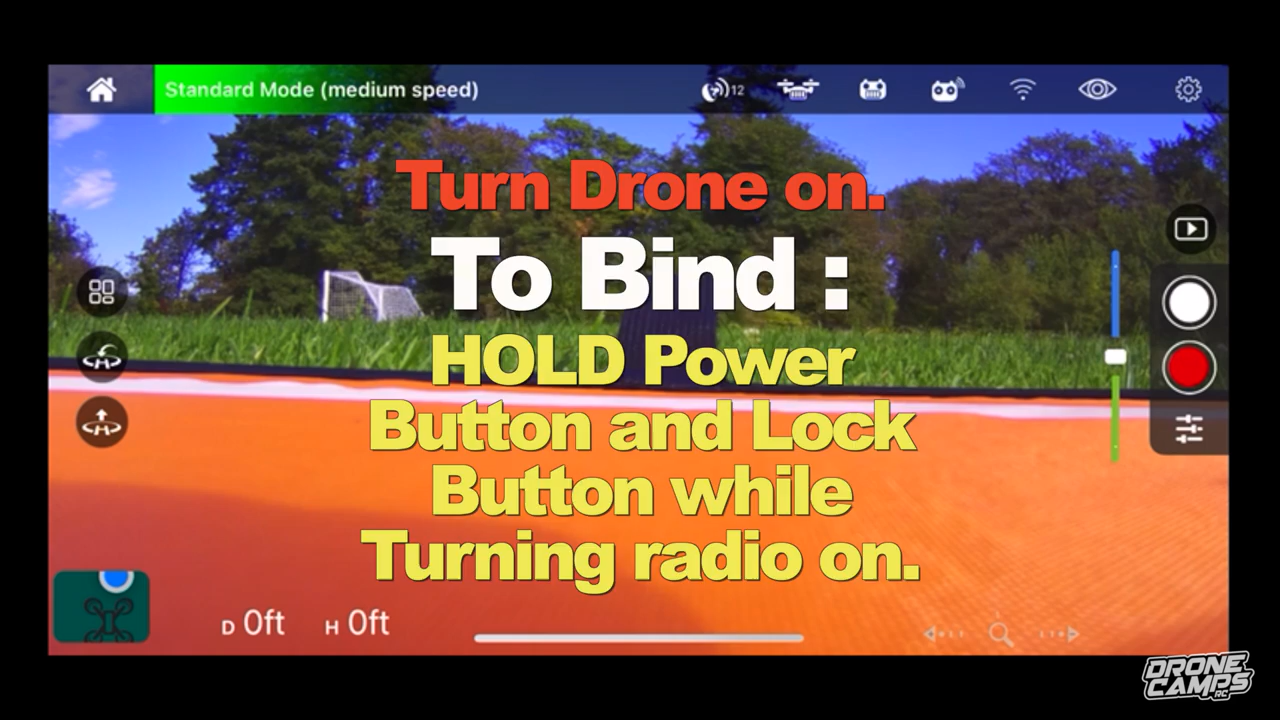 Standard Mode (medium speed)
12
Turn Drone on.
To Bind :
HOLD Power
Button and Lock
Button while
Turning radio on.
D 0ft H 0ft
DRONE
CAMPS
RC